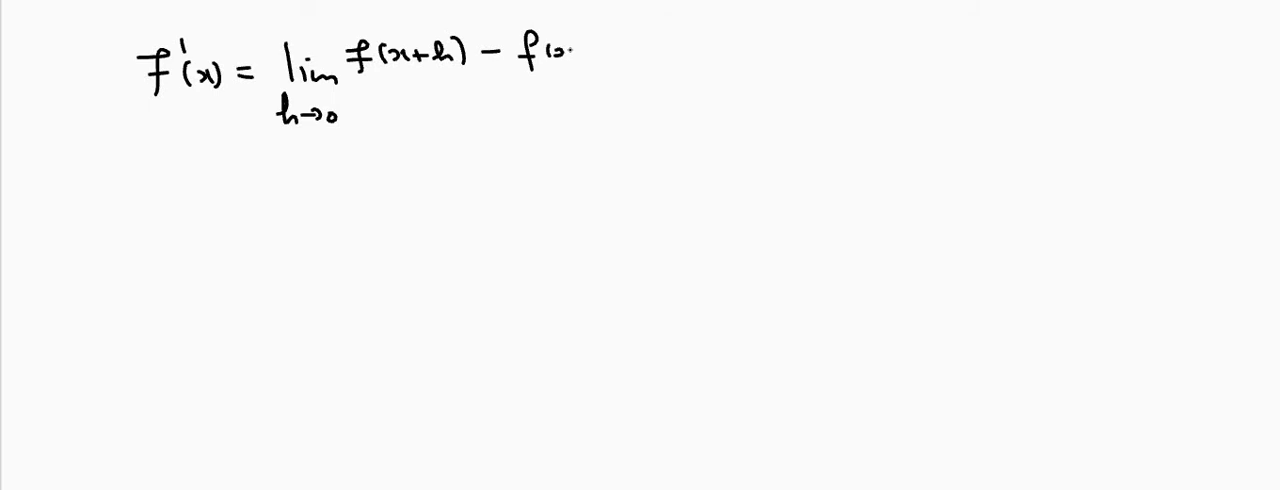 f'(x) = lim f(x+h) - f(
h→0